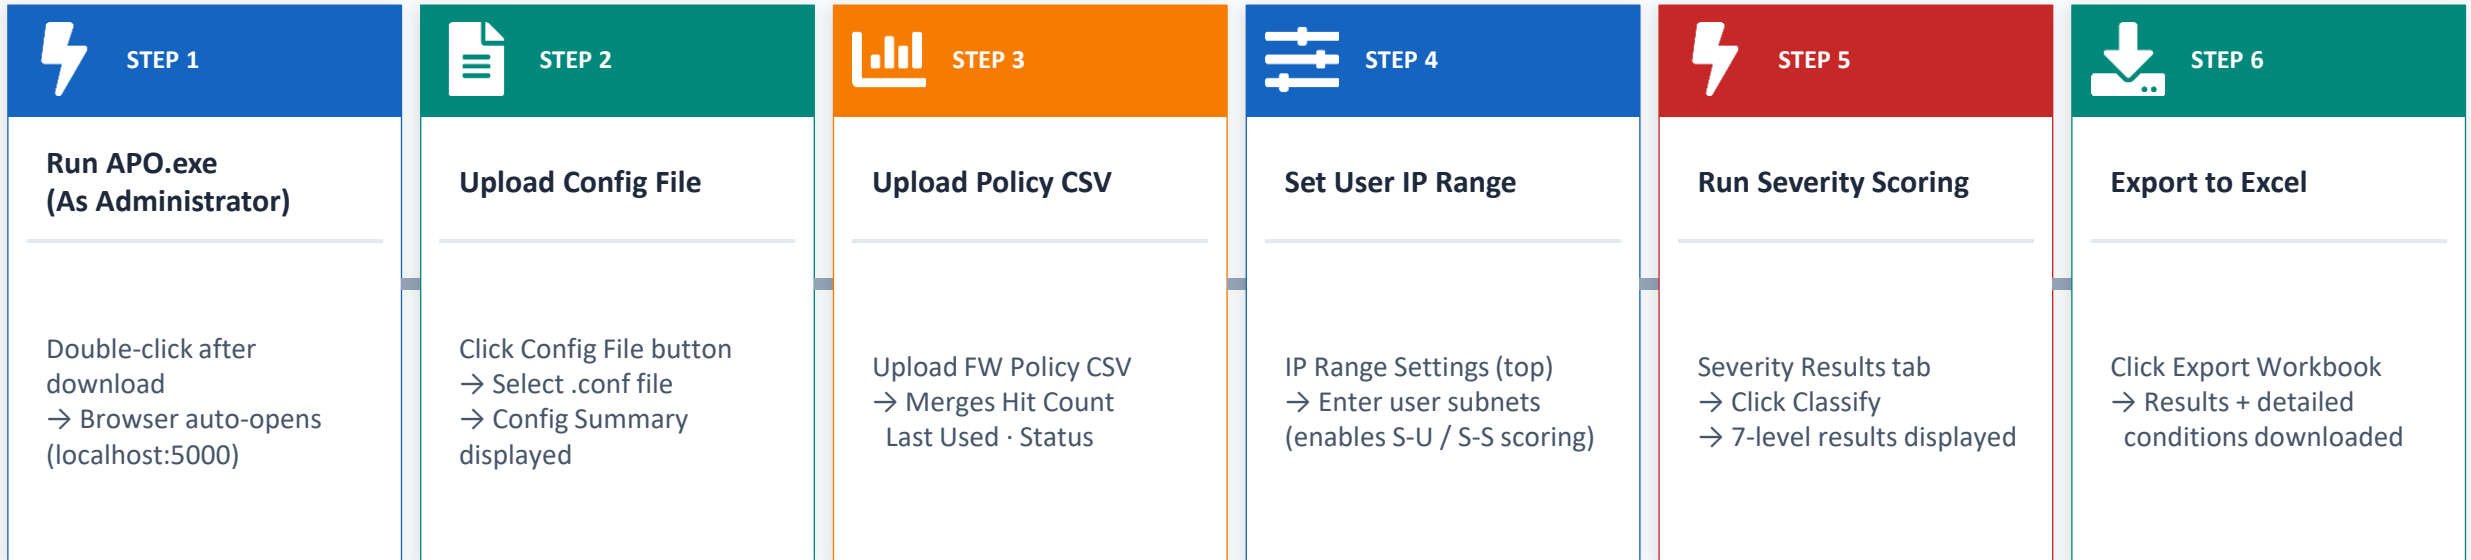 STEP 1
Run APO.exe
(As Administrator)
Double-click after
download
→ Browser auto-opens
(localhost:5000)
STEP 2
Upload Config File
Click Config File button
→ Select .conf file
→ Config Summary
displayed
STEP 3
Upload Policy CSV
Upload FW Policy CSV
→ Merges Hit Count
Last Used · Status
STEP 4
Set User IP Range
IP Range Settings (top)
→ Enter user subnets
(enables S-U / S-S scoring)
STEP 5
Run Severity Scoring
Severity Results tab
→ Click Classify
→ 7-level results displayed
STEP 6
Export to Excel
Click Export Workbook
→ Results + detailed
conditions downloaded